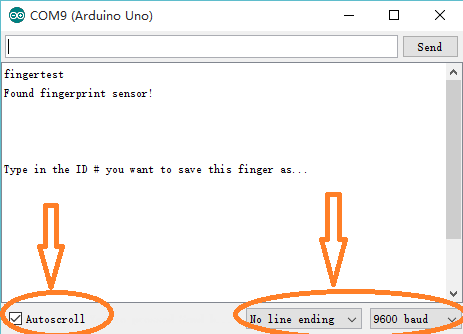 COM9 (Arduino Uno)
Send
fingertest
Found fingerprint sensor!
Type in the ID # you want to save this finger as...
Autoscroll
No line ending
9600 baud